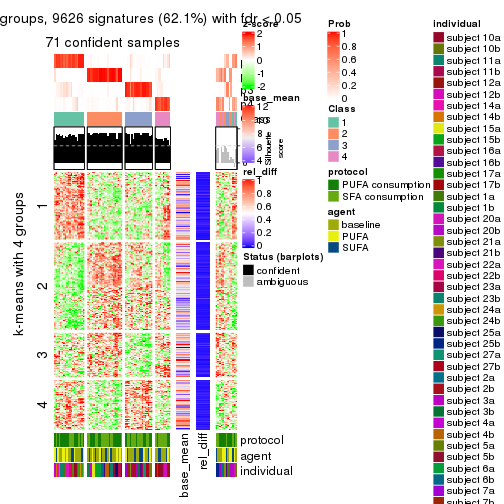 groups, 9626 signatures (62.1%) with fdr < 0.05
71 confident samples
p3
k-means with 4 groups
1
2
3
4
protocol
agent
individual
base_mean
rel_diff
Silhouette
score
z-score
2
1
0
-1
-2
base_mean
12
10
8
6
4
rel_diff
1
0.8
0.6
0.4
0.2
0
Status (barplots)
confident
ambiguous
Prob
1
0.8
0.6
0.4
0.2
0
Class
1
2
3
4
protocol
PUFA consumption
SFA consumption
agent
baseline
PUFA
SUFA
individual
subject 10a
subject 10b
subject 11a
subject 11b
subject 12a
subject 12b
subject 14a
subject 14b
subject 15a
subject 15b
subject 16a
subject 16b
subject 17a
subject 17b
subject 1a
subject 1b
subject 20a
subject 20b
subject 21a
subject 21b
subject 22a
subject 22b
subject 23a
subject 23b
subject 24a
subject 24b
subject 25a
subject 25b
subject 27a
subject 27b
subject 2a
subject 2b
subject 3a
subject 3b
subject 4a
subject 4b
subject 5a
subject 5b
subject 6a
subject 6b
subject 7a
subject 7b